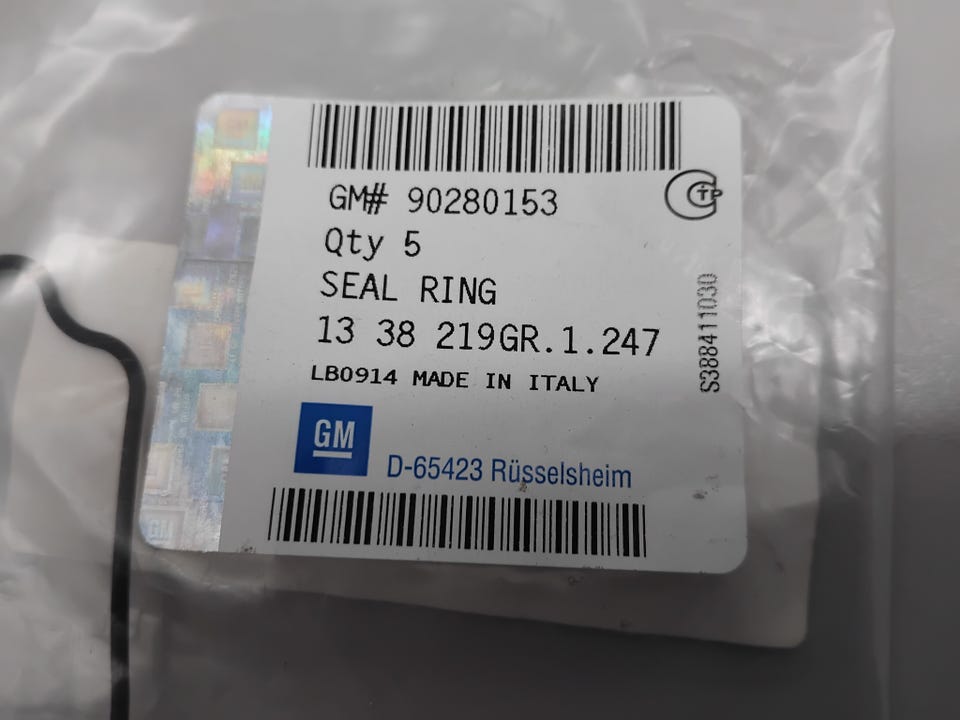 GM# 90280153
Qty 5
SEAL RING
13 38 219GR.1.247
LB0914 MADE IN ITALY
GM
D-65423 Rüsselsheim
S388411030